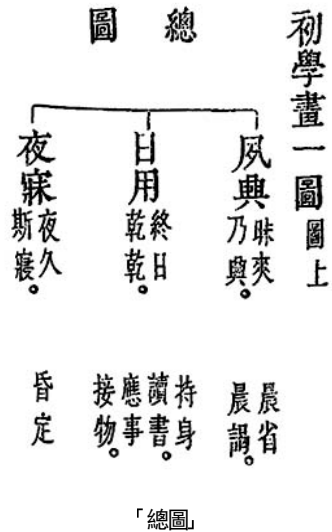 初學畫一圖 圖上
總圖
夙興
昧爽
乃興。
晨省
晨謁。
日用
終日
乾乾。
持身
讀書。
應事
接物。
夜寐
夜久
斯寢。
昏定
「總圖」